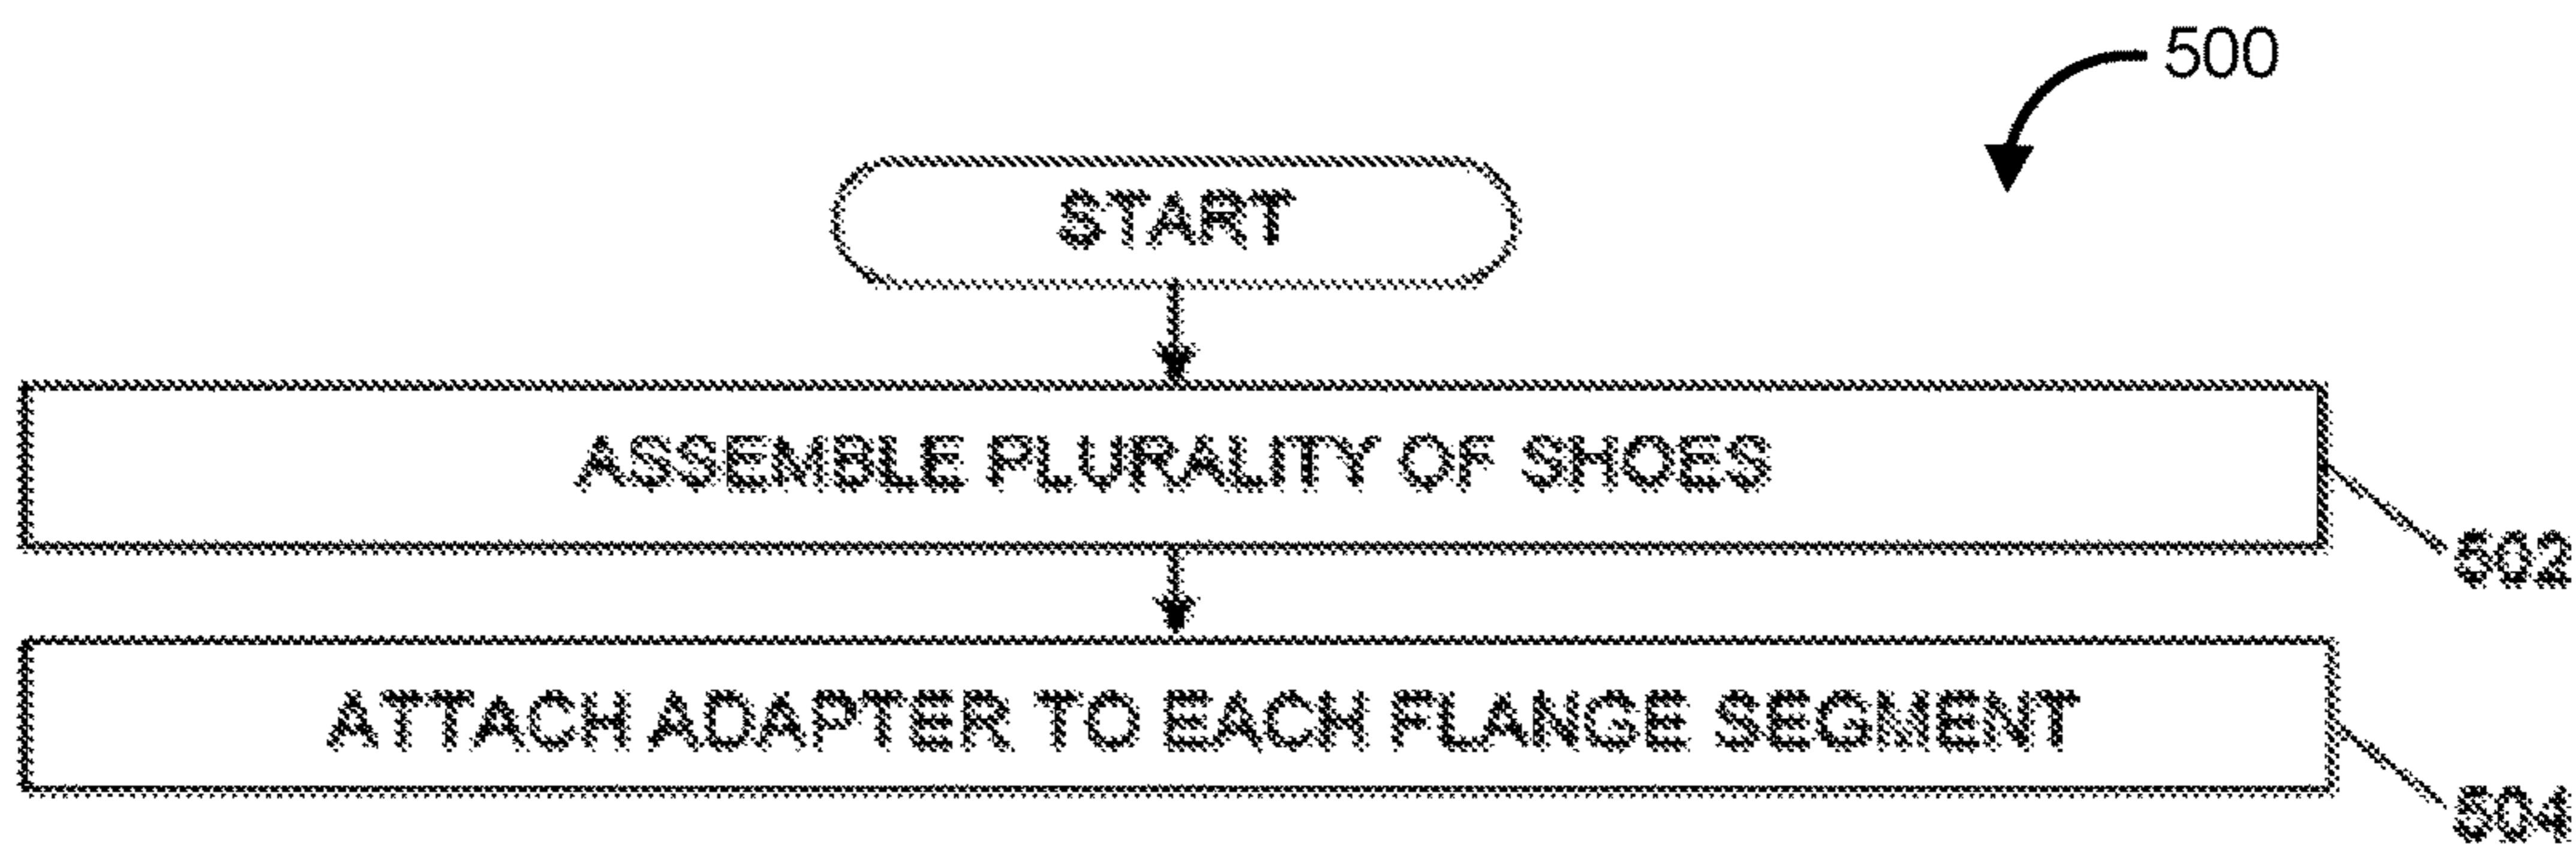 500
START
ASSEMBLE PLURALITY OF SHOES
502
ATTACH ADAPTER TO EACH FLANGE SEGMENT
504